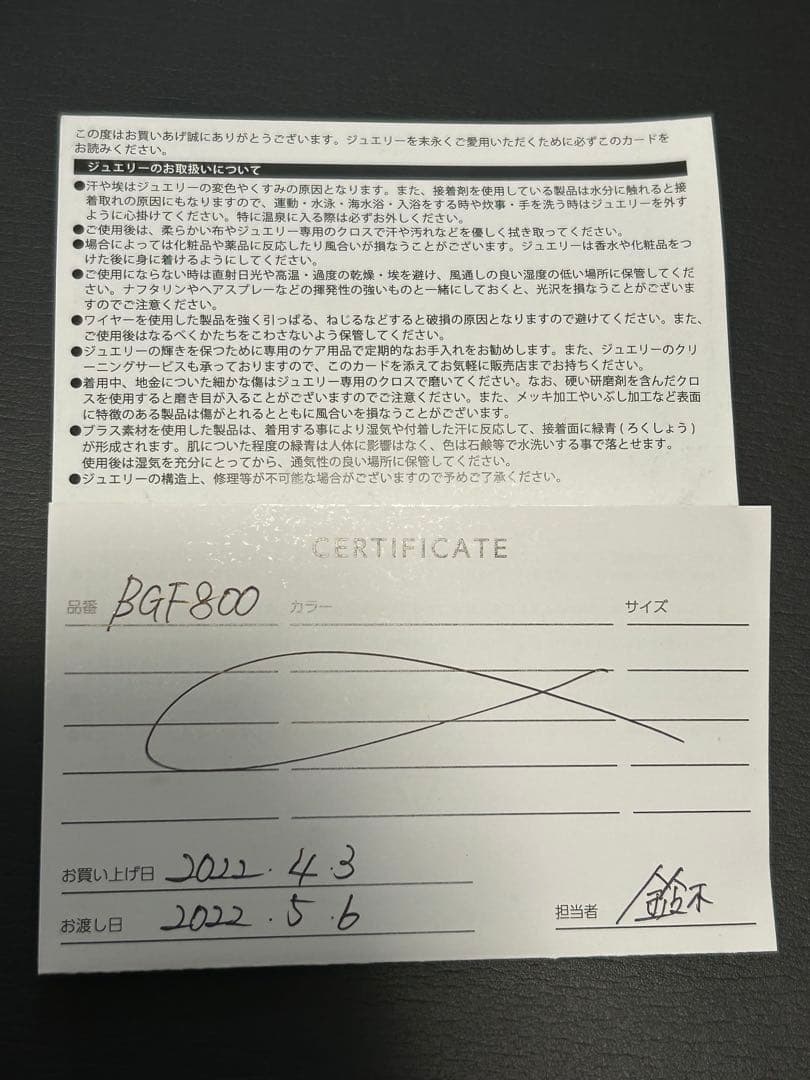 この度はお買いあげ誠にありがとうございます。ジュエリーを末永くご愛用いただくために必ずこのカードを
お読みください。
ジュエリーのお取扱いについて
●汗や埃はジュエリーの変色やくすみの原因となります。また、接着剤を使用している製品は水分に触れると接
着取れの原因にもなりますので、運動・水泳・海水浴・入浴をする時や炊事・手を洗う時はジュエリーを外す
ように心掛けてください。特に温泉に入る際は必ずお外しください。
●ご使用後は、柔らかい布やジュエリー専用のクロスで汗や汚れなどを優しく拭き取ってください。
●場合によっては化粧品や薬品に反応したり風合いが損なうことがございます。ジュエリーは香水や化粧品をつ
けた後に身に着けるようにしてください。
●ご使用にならない時は直射日光や高温・過度の乾燥・埃を避け、風通しの良い湿度の低い場所に保管してくだ
さい。ナフタリンやヘアスプレーなどの揮発性の強いものと一緒にしておくと、光沢を損なうことがございま
すのでご注意ください。
●ワイヤーを使用した製品を強く引っぱる、ねじるなどすると破損の原因となりますので避けてください。また、
ご使用後はなるべくかたちをこわさないよう保管してください。
●ジュエリーの輝きを保つために専用のケア用品で定期的なお手入れをお勧めします。また、ジュエリーのクリ
ーニングサービスも承っておりますので、このカードを添えてお気軽に販売店までお持ちください。
●着用中、地金についた細かな傷はジュエリー専用のクロスで磨いてください。なお、硬い研磨剤を含んだクロ
スを使用すると磨き目が入ることがございますのでご注意ください。また、メッキ加工やいぶし加工など表面
に特徴のある製品は傷がとれるとともに風合いを損なうことがございます。
●ブラス素材を使用した製品は、着用する事により湿気や付着した汗に反応して、接着面に緑青(ろくしょう)
が形成されます。肌についた程度の緑青は人体に影響はなく、色は石鹸等で水洗いする事で落とせます。
使用後は湿気を充分にとってから、通気性の良い場所に保管してください。
●ジュエリーの構造上、修理等が不可能な場合がございますので予めご了承ください。
CERTIFICATE
品番 BGF800 カラー サイズ
お買い上げ日 2022.4.3
お渡し日 2022.5.6 担当者 鈴木